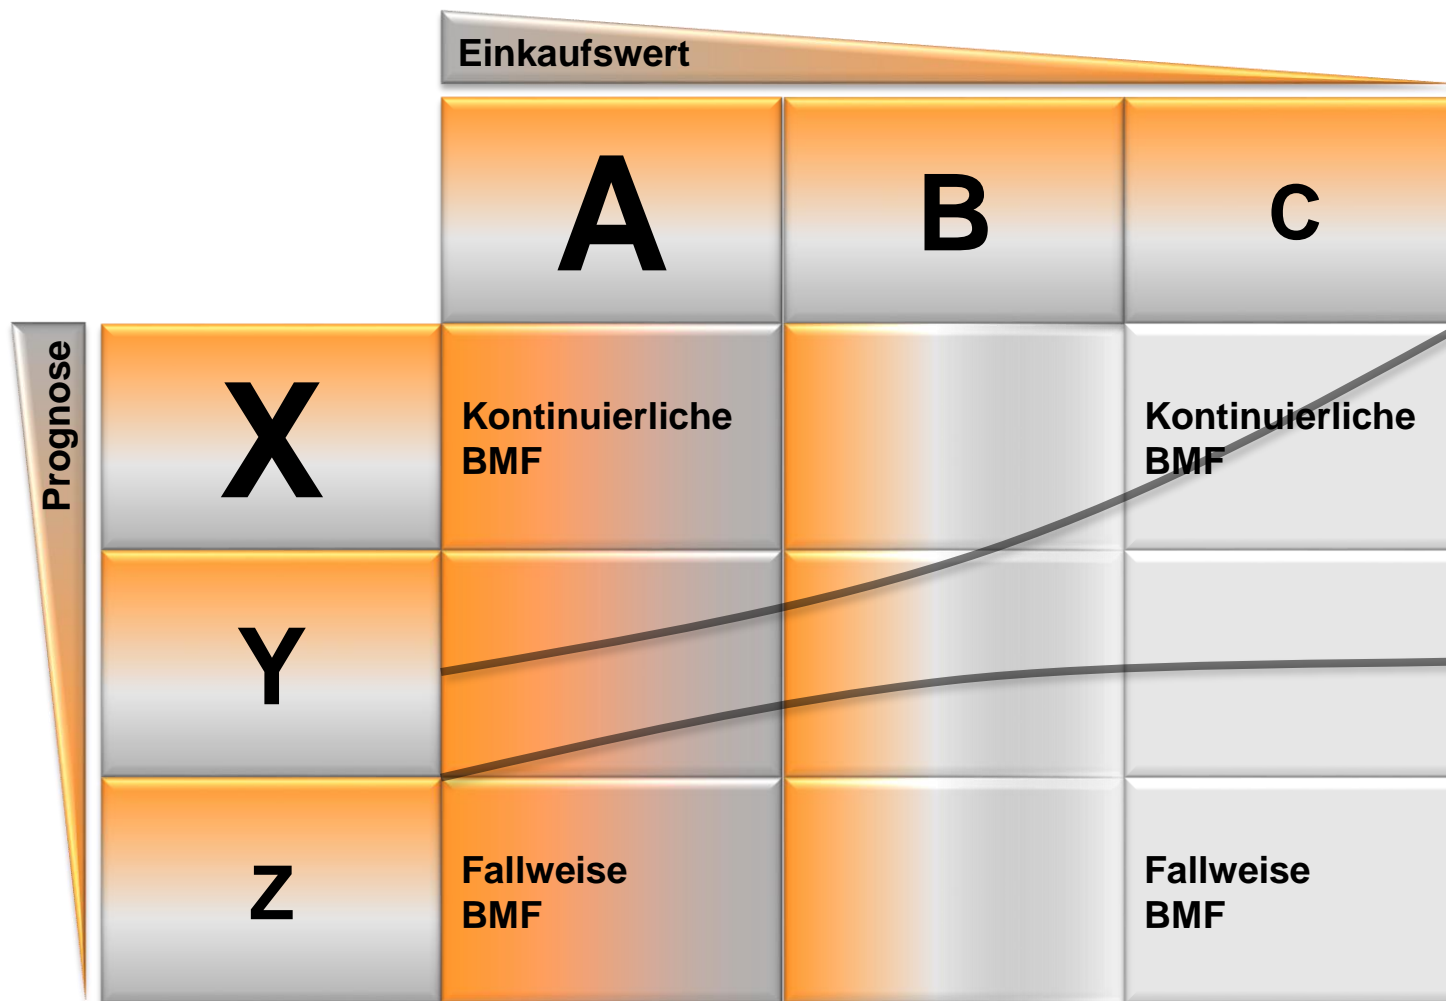 Einkaufswert
A
B
C
Prognose
X
Kontinuierliche
BMF
Kontinuierliche
BMF
Y
Z
Fallweise
BMF
Fallweise
BMF